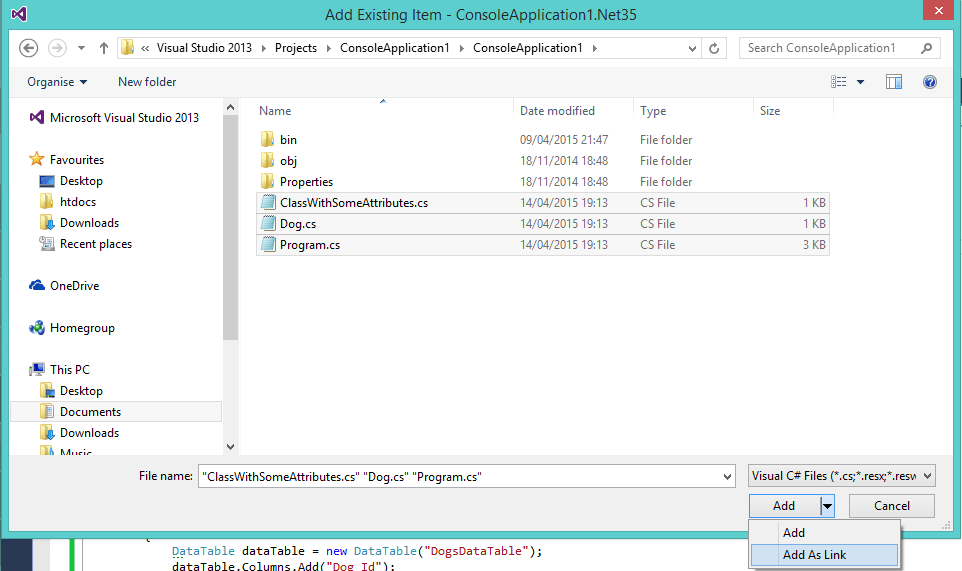 Add Existing Item - ConsoleApplication1.Net35
« Visual Studio 2013 Projects ConsoleApplication1 ConsoleApplication1
Search ConsoleApplication1
Organise New folder
Microsoft Visual Studio 2013
Favourites
Desktop
htdocs
Downloads
Recent places
OneDrive
Homegroup
This PC
Desktop
Documents
Downloads
Music
Name Date modified Type Size
bin 09/04/2015 21:47 File folder
obj 18/11/2014 18:48 File folder
Properties 18/11/2014 18:48 File folder
ClassWithSomeAttributes.cs 14/04/2015 19:13 CS File 1 KB
Dog.cs 14/04/2015 19:13 CS File 1 KB
Program.cs 14/04/2015 19:13 CS File 3 KB
File name: "ClassWithSomeAttributes.cs" "Dog.cs" "Program.cs"
Visual C# Files (*.cs;*.resx;*.resw
Add Cancel
Add
Add As Link
{
DataTable dataTable = new DataTable("DogsDataTable");
dataTable.Columns.Add("Dog Id");